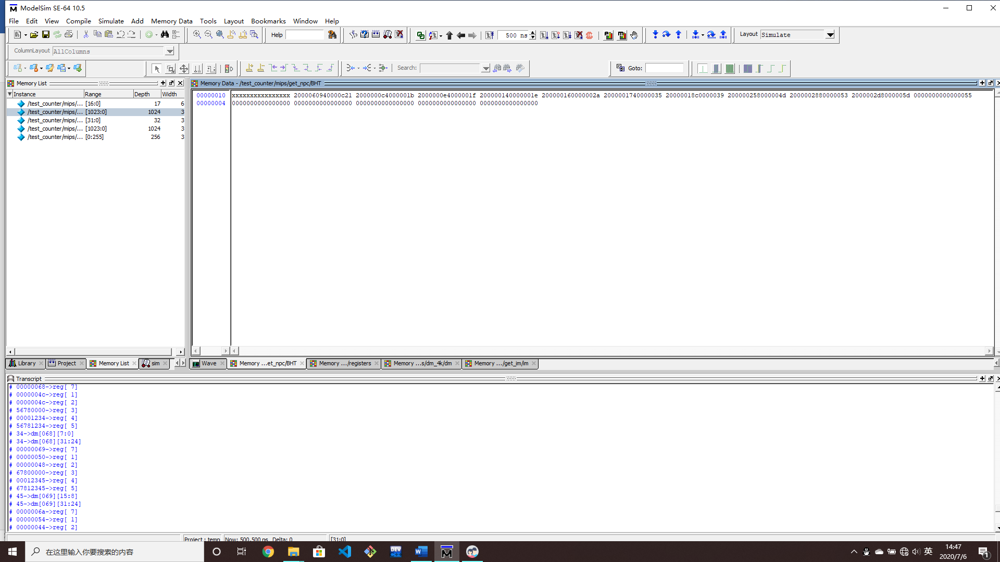 ModelSim SE-64 10.5
File Edit View Compile Simulate Add Memory Data Tools Layout Bookmarks Window Help
Help
500 ns
Layout Simulate
ColumnLayout AllColumns
Search:
Goto:
Memory List
Memory Data - /test_counter/mips/get_npc/BHT
Instance Range Depth Width
/test_counter/mips/... [16:0] 17 6
/test_counter/mips/... [1023:0] 1024 3
/test_counter/mips/... [31:0] 32 3
/test_counter/mips/... [1023:0] 1024 3
/test_counter/mips/... [0:255] 256 3
00000010 xxxxxxxxxxxxxxxx 2000060940000c21 2000000c4000001b 2000000e4000001f 200000140000001e 200000160000002a 2000001740000035 20000018c0000039 200000258000004d 2000002880000053 2000002d8000005d 0000000000000055
00000004 0000000000000000 0000000000000000 0000000000000000 0000000000000000 0000000000000000
Library Project Memory List sim
Wave Memory ...et_npc/BHT Memory .../registers Memory ...s/dm_4k/dm Memory .../get_im/im
Transcript
# 00000068->reg[ 7]
# 0000004c->reg[ 1]
# 0000004c->reg[ 2]
# 56780000->reg[ 3]
# 00001234->reg[ 4]
# 56781234->reg[ 5]
# 34->dm[068][7:0]
# 34->dm[068][31:24]
# 00000069->reg[ 7]
# 00000050->reg[ 1]
# 00000048->reg[ 2]
# 67800000->reg[ 3]
# 00012345->reg[ 4]
# 67812345->reg[ 5]
# 45->dm[069][15:8]
# 45->dm[069][31:24]
# 0000006a->reg[ 7]
# 00000054->reg[ 1]
# 00000044->reg[ 2]
Project : temp Now: 500,500 ns Delta: 0 [31:0]
在这里输入你要搜索的内容
DEV
英
14:47
2020/7/6
1